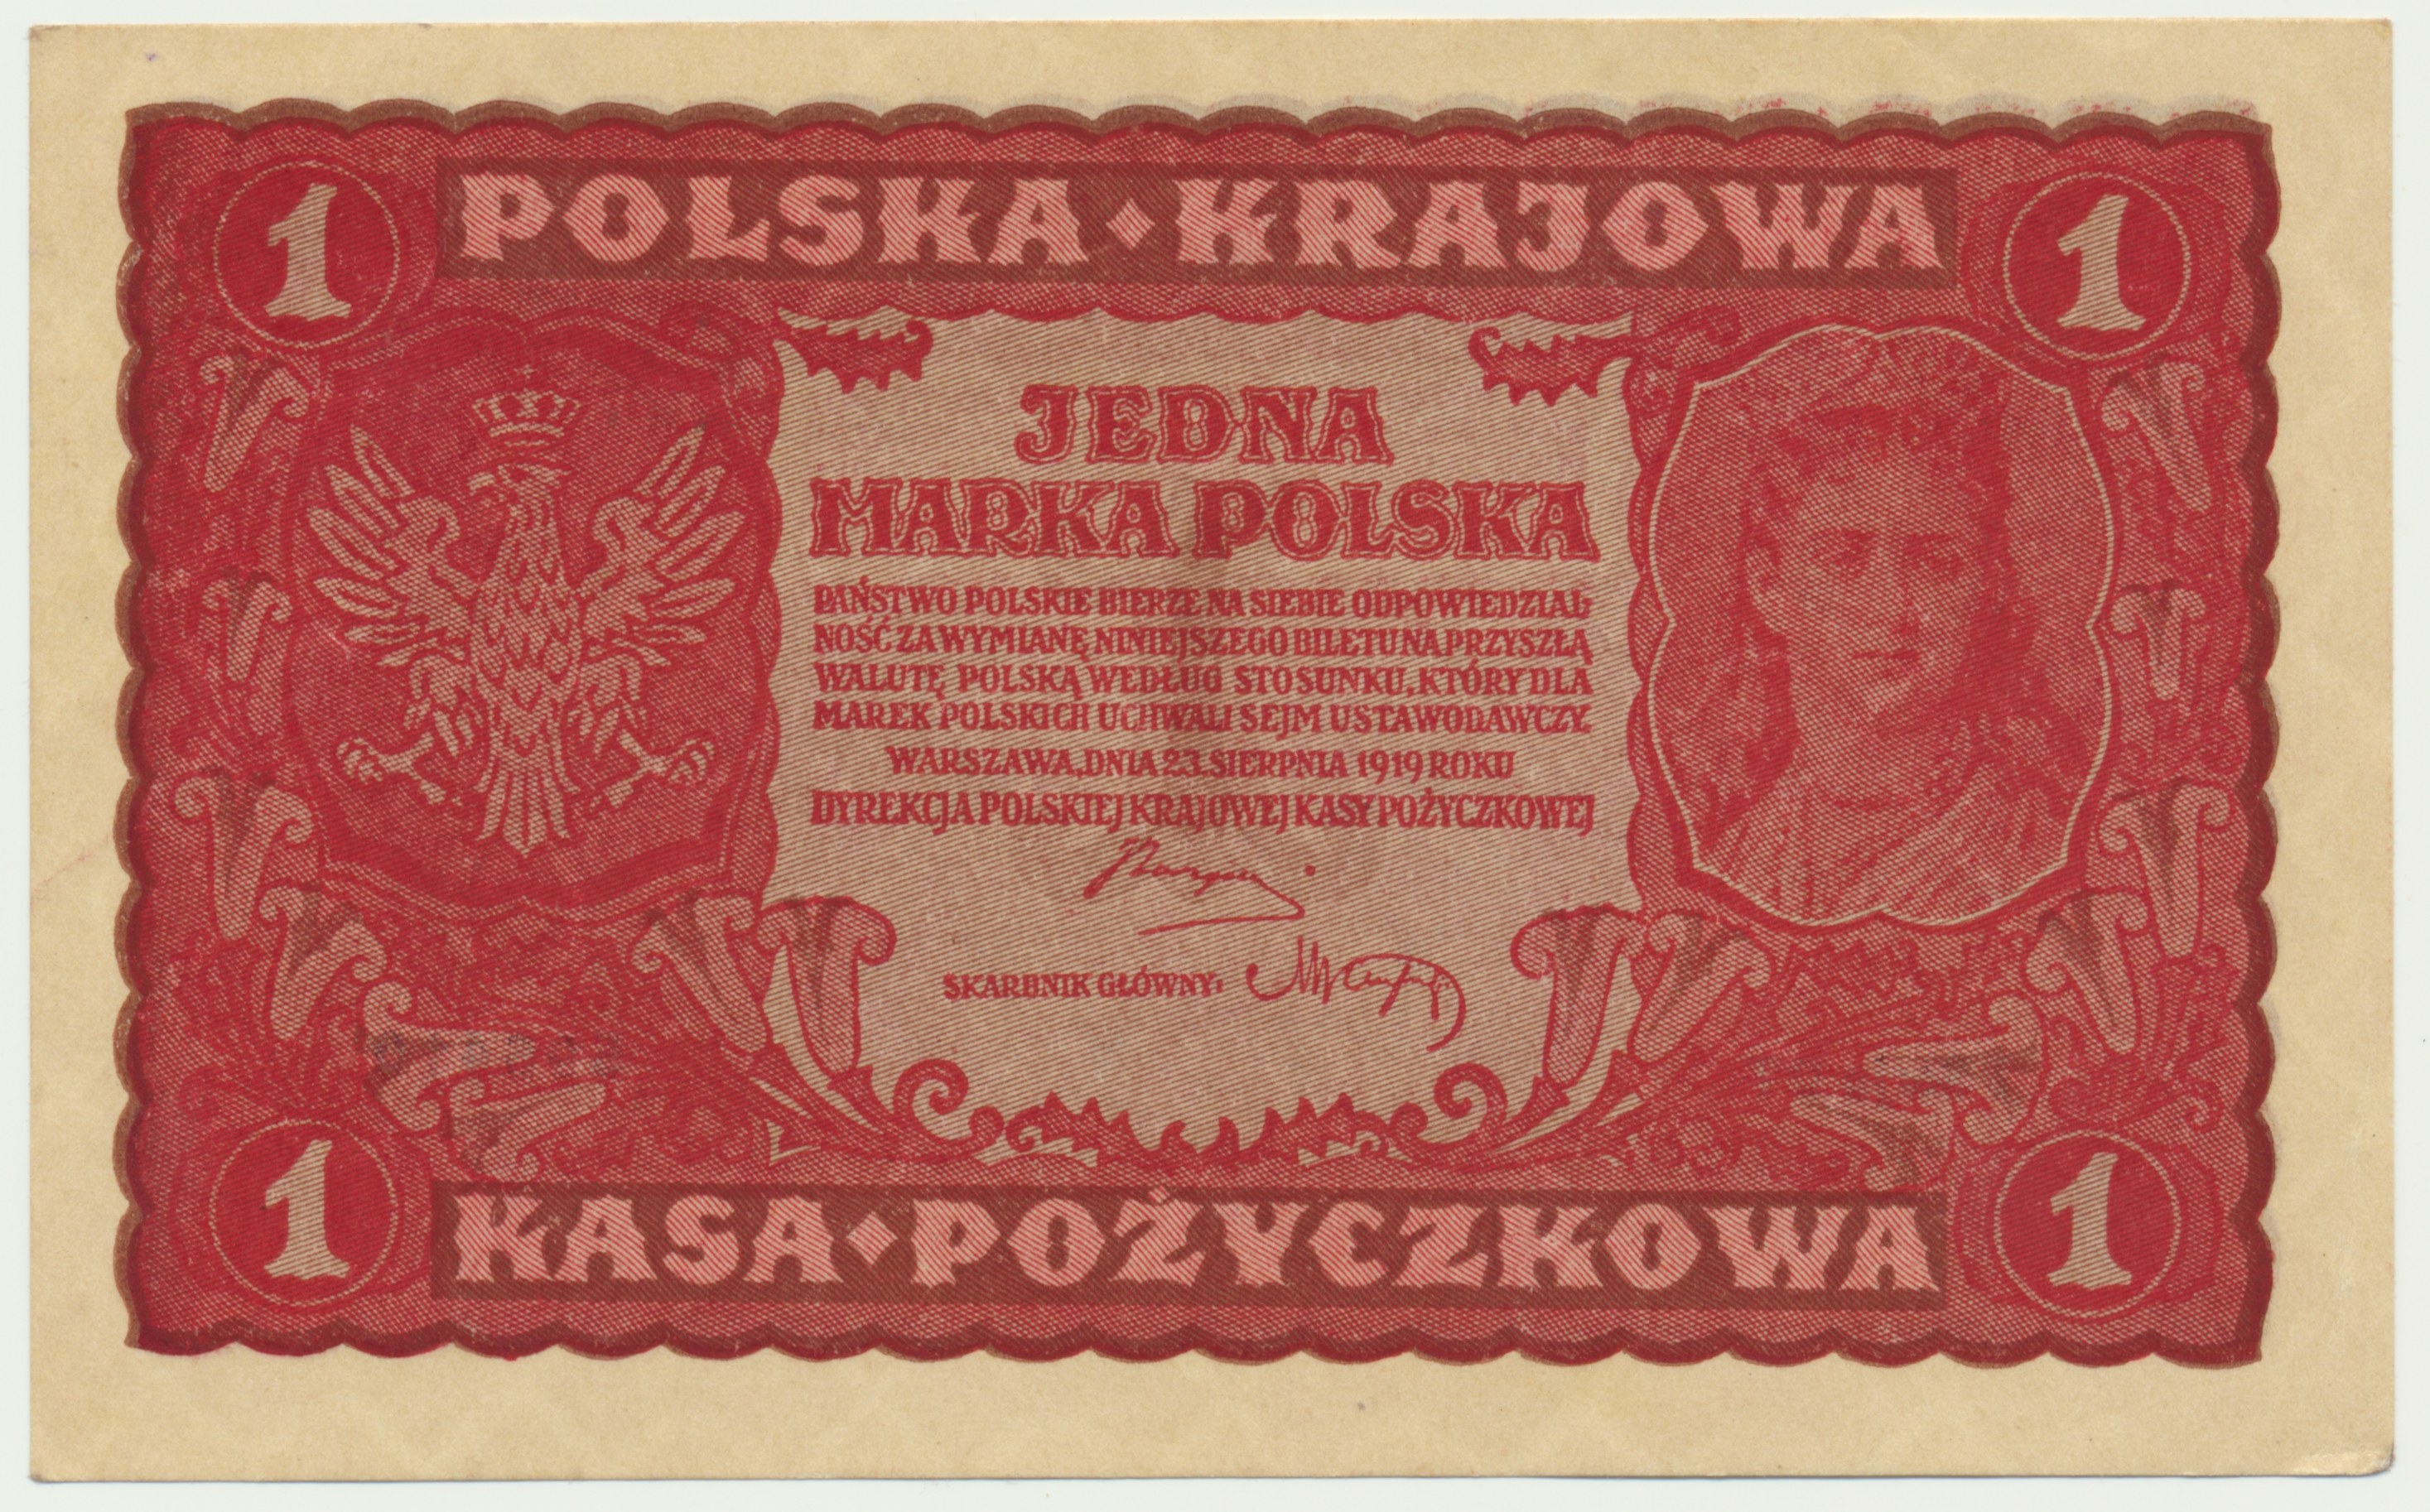 1 POLSKA · KRAJOWA 1
JEDNA
MARKA POLSKA
PAŃSTWO POLSKIE BIERZE NA SIEBIE ODPOWIEDZIAL-
NOŚĆ ZA WYMIANĘ NINIEJSZEGO BILETU NA PRZYSZŁĄ
WALUTĘ POLSKĄ WEDŁUG STOSUNKU, KTÓRY DLA
MAREK POLSKICH UCHWALI SEJM USTAWODAWCZY.
WARSZAWA, DNIA 23. SIERPNIA 1919 ROKU
DYREKCJA POLSKIEJ KRAJOWEJ KASY POŻYCZKOWEJ
SKARBNIK GŁÓWNY:
1 KASA · POŻYCZKOWA 1